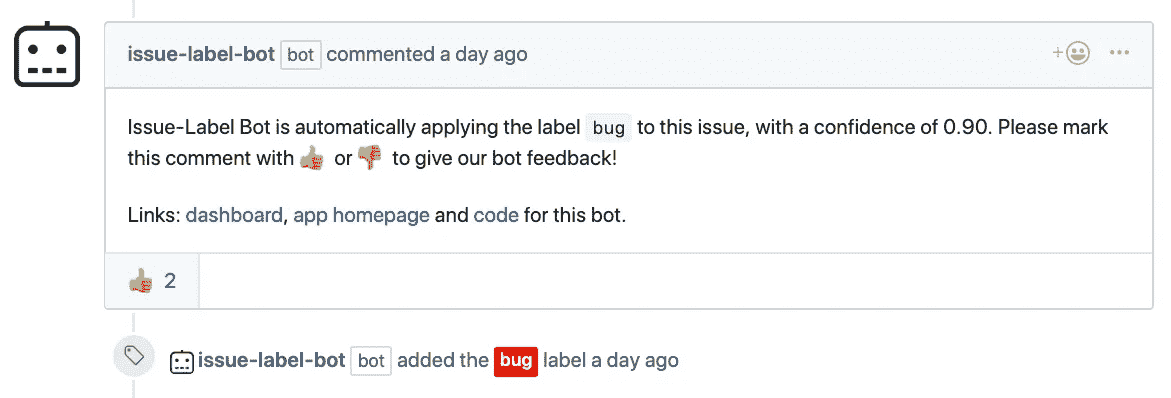 issue-label-bot bot commented a day ago
Issue-Label Bot is automatically applying the label bug to this issue, with a confidence of 0.90. Please mark
this comment with 👍 or 👎 to give our bot feedback!
Links: dashboard, app homepage and code for this bot.
👍 2
issue-label-bot bot added the bug label a day ago